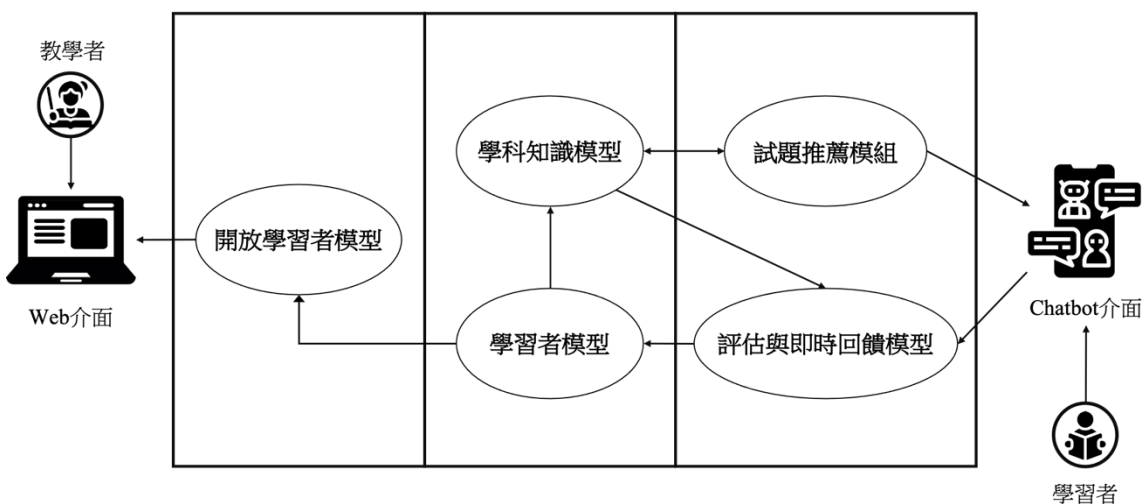 教學者
Web介面
開放學習者模型
學科知識模型
試題推薦模組
學習者模型
評估與即時回饋模型
Chatbot介面
學習者